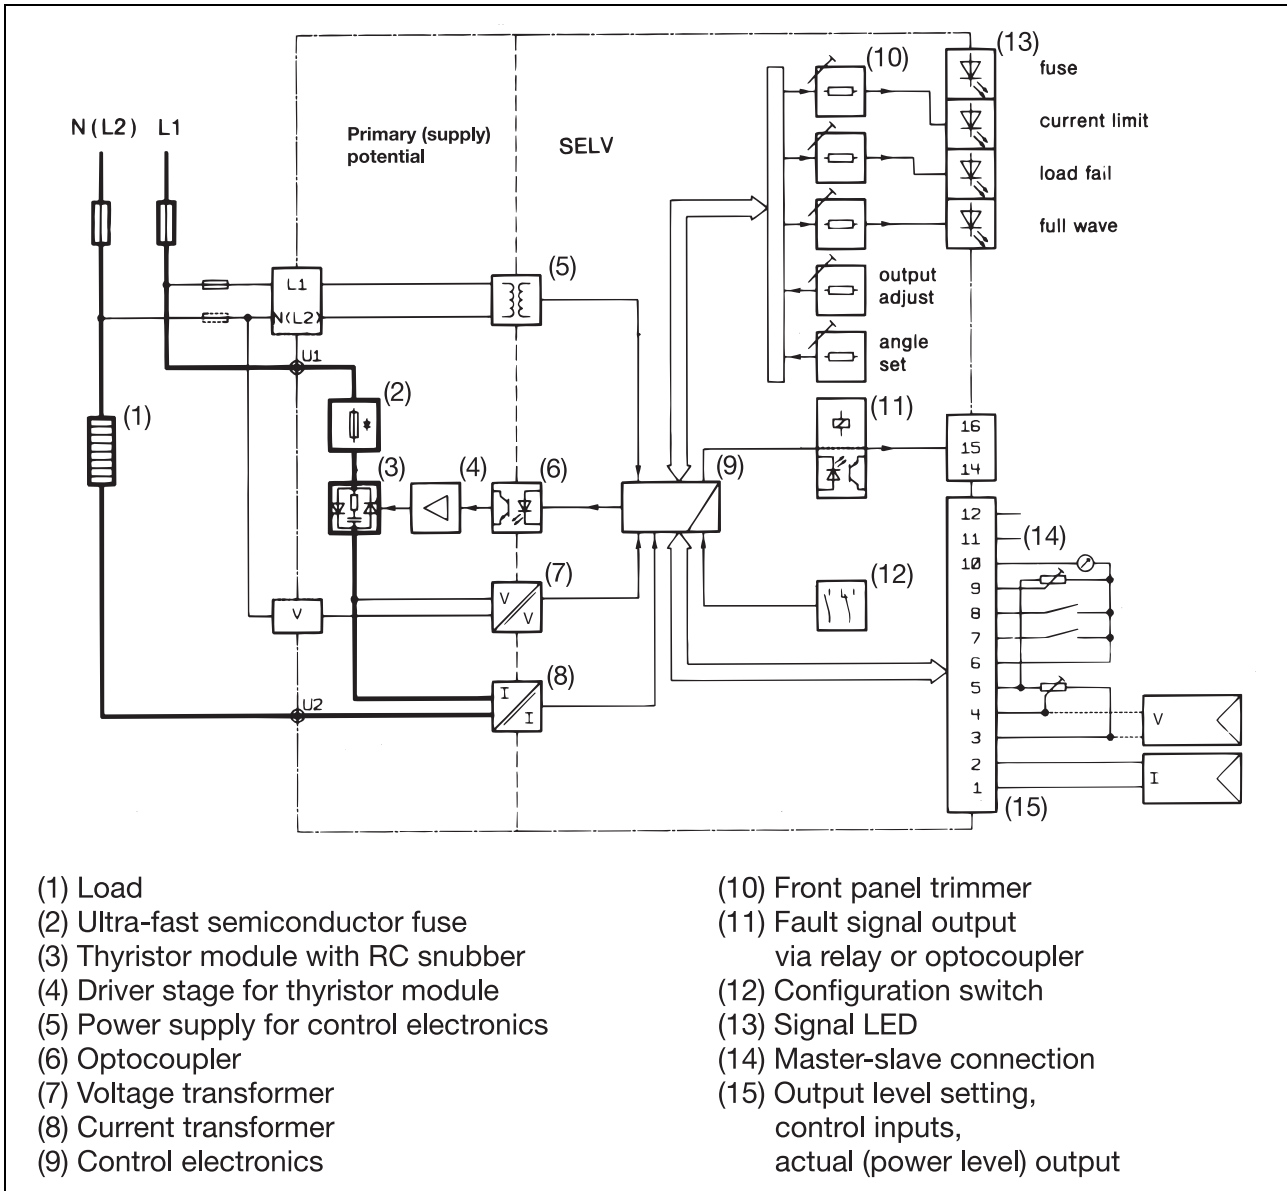 N(L2) L1
Primary (supply)
potential
SELV
(10)
(13)
fuse
current limit
load fail
full wave
output
adjust
angle
set
(5)
L1
N(L2)
U1
(2)
(1)
(3)
(4)
(6)
(9)
(11)
16
15
14
(7)
V
V
V
(12)
(8)
I
I
U2
12
11
10
9
8
7
6
5
4
3
2
1
(14)
V
I
(15)
(1) Load
(2) Ultra-fast semiconductor fuse
(3) Thyristor module with RC snubber
(4) Driver stage for thyristor module
(5) Power supply for control electronics
(6) Optocoupler
(7) Voltage transformer
(8) Current transformer
(9) Control electronics
(10) Front panel trimmer
(11) Fault signal output
via relay or optocoupler
(12) Configuration switch
(13) Signal LED
(14) Master-slave connection
(15) Output level setting,
control inputs,
actual (power level) output